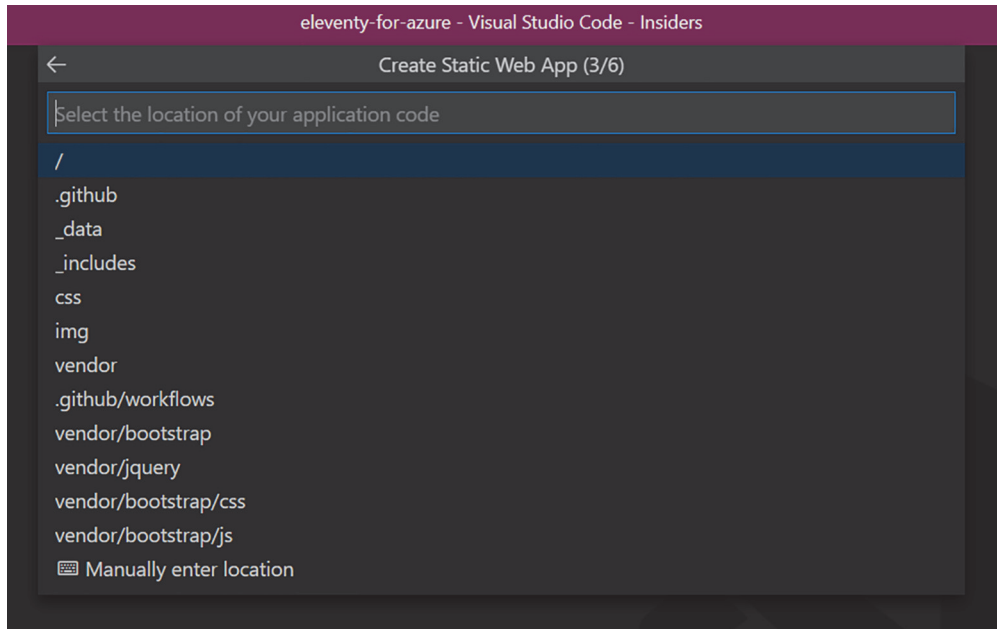 eleventy-for-azure - Visual Studio Code - Insiders
Create Static Web App (3/6)
Select the location of your application code
/
.github
_data
_includes
css
img
vendor
.github/workflows
vendor/bootstrap
vendor/jquery
vendor/bootstrap/css
vendor/bootstrap/js
Manually enter location